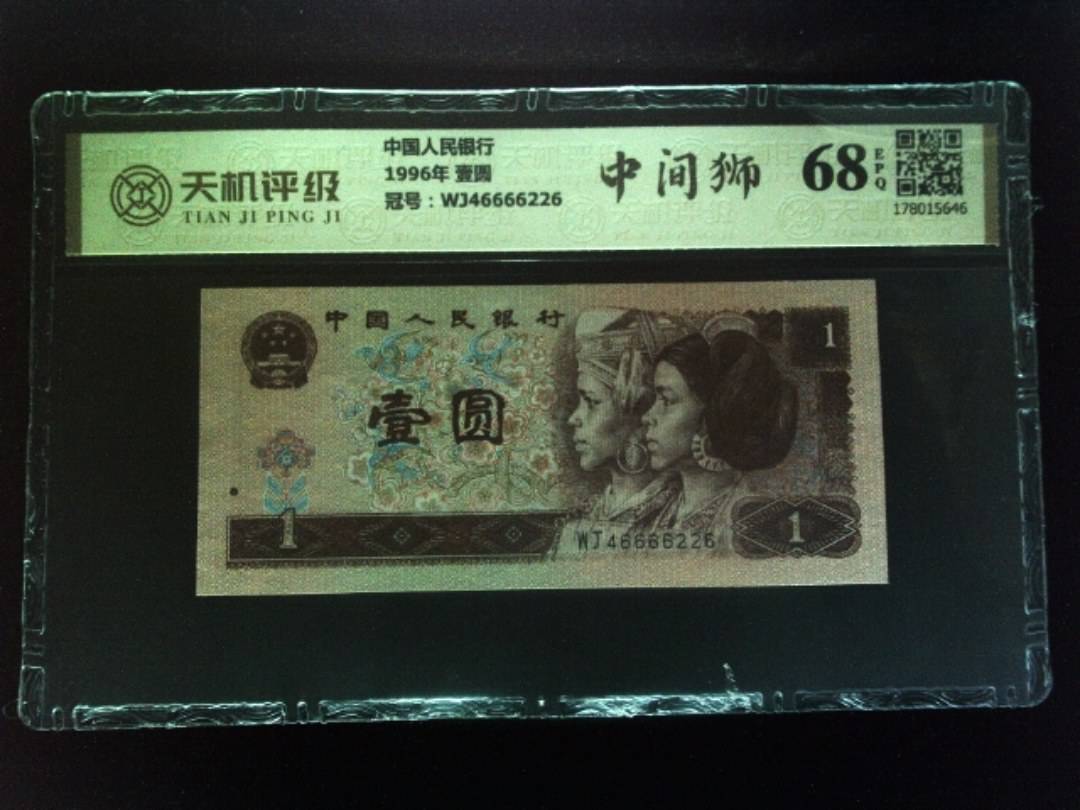 天机评级
TIAN JI PING JI
中国人民银行
1996年 壹圆
冠号：WJ46666226
中间狮
68
EPQ
178015646
中国人民银行
1
壹圆
1
WJ46666226
1